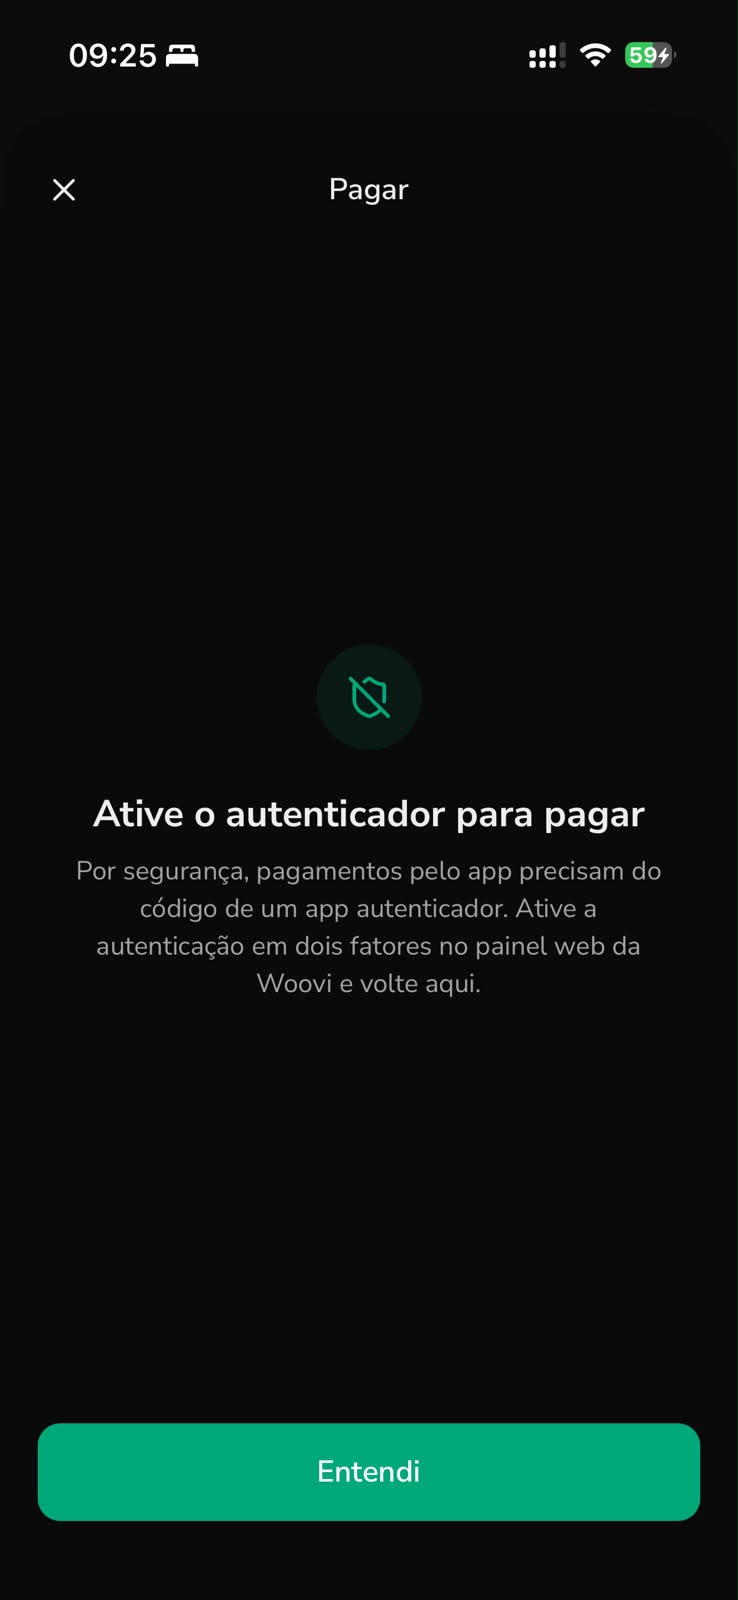 09:25
59
Pagar
Ative o autenticador para pagar
Por segurança, pagamentos pelo app precisam do
código de um app autenticador. Ative a
autenticação em dois fatores no painel web da
Woovi e volte aqui.
Entendi